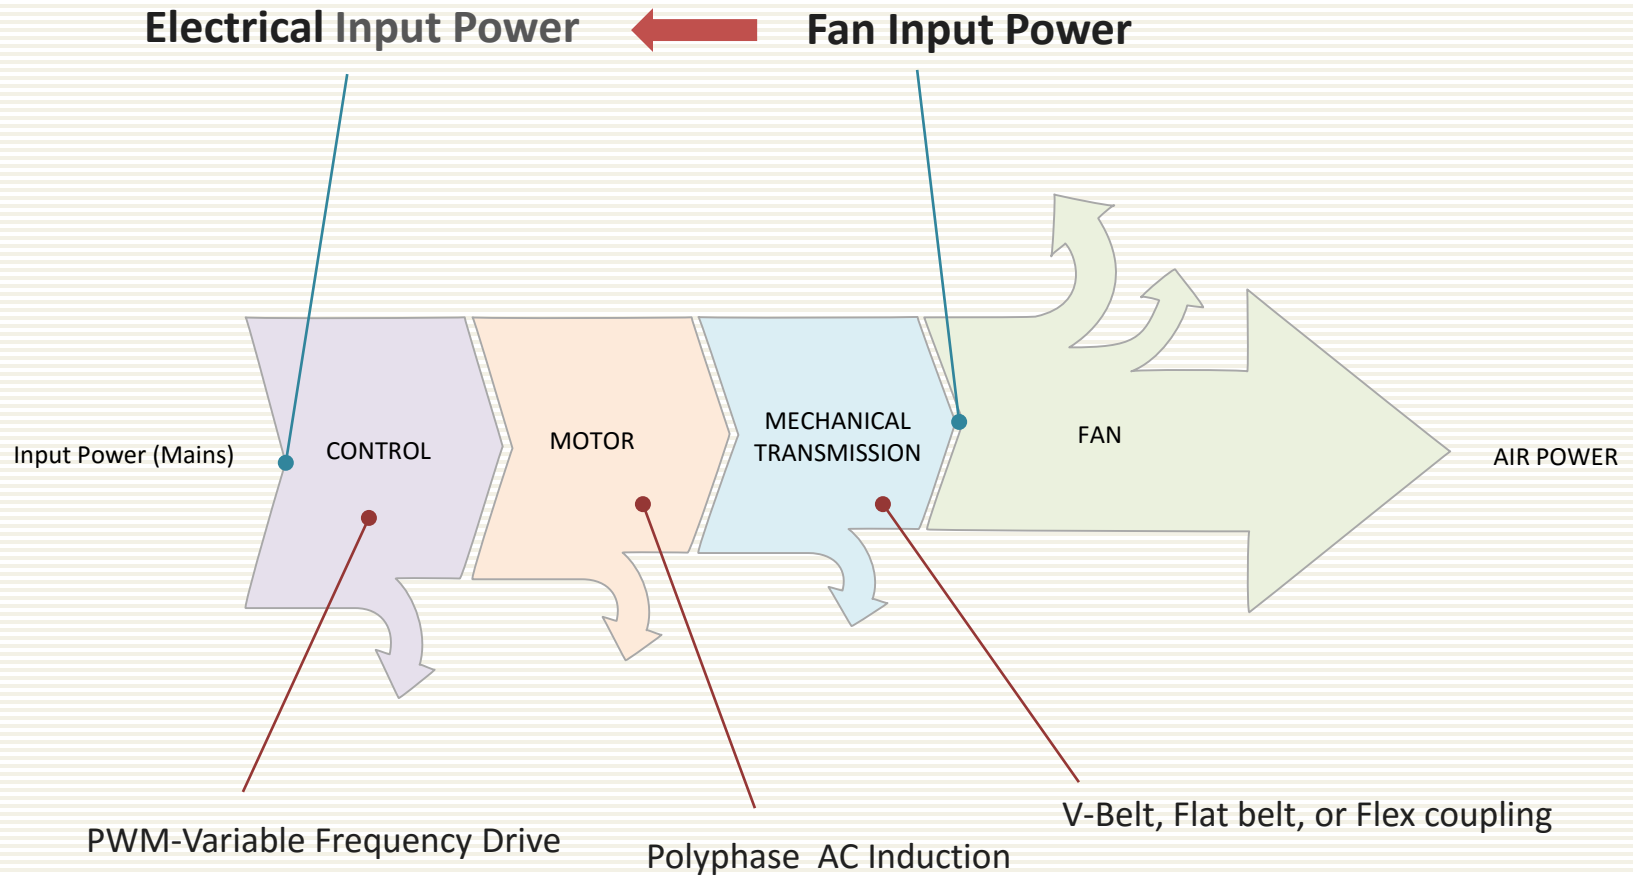 Electrical Input Power
Fan Input Power
Input Power (Mains)
CONTROL
MOTOR
MECHANICAL
TRANSMISSION
FAN
AIR POWER
PWM-Variable Frequency Drive
Polyphase AC Induction
V-Belt, Flat belt, or Flex coupling